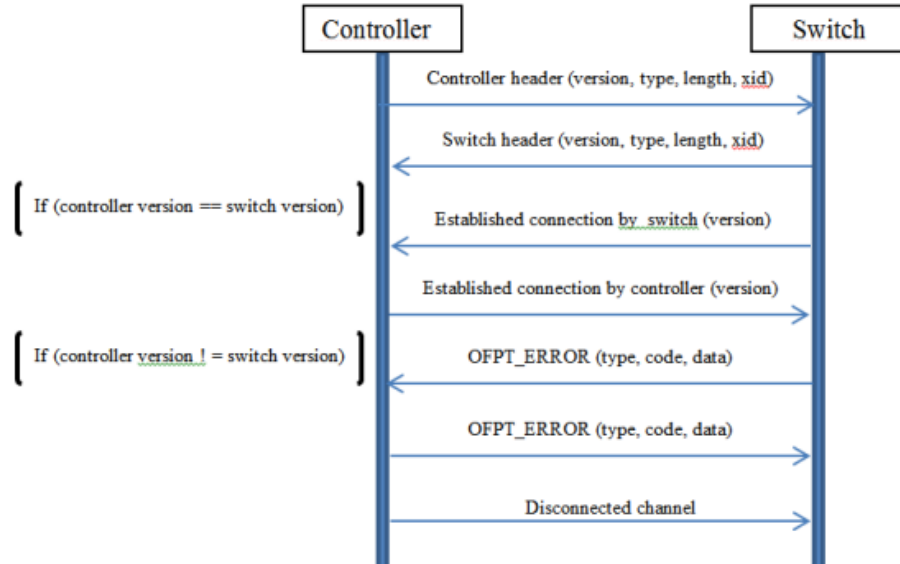 Controller
Switch
Controller header (version, type, length, xid)
Switch header (version, type, length, xid)
If (controller version == switch version)
Established connection by switch (version)
Established connection by controller (version)
If (controller version ! = switch version)
OFPT_ERROR (type, code, data)
OFPT_ERROR (type, code, data)
Disconnected channel